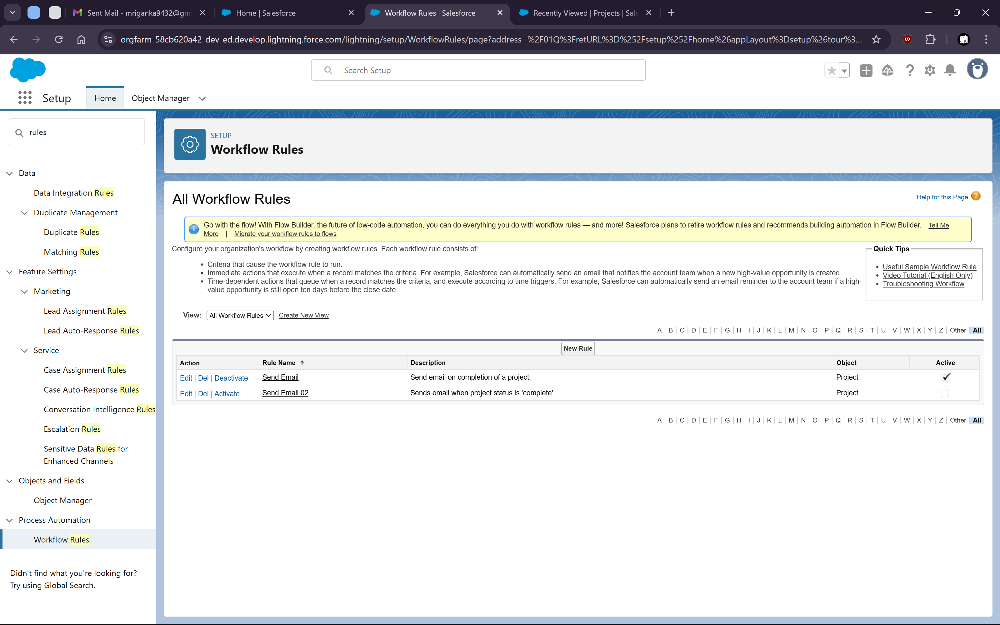 Sent Mail - mriganka9432@gm
Home | Salesforce
Workflow Rules | Salesforce
Recently Viewed | Projects | Sale
orgfarm-58cb620a42-dev-ed.develop.lightning.force.com/lightning/setup/WorkflowRules/page?address=%2F01Q%3FretURL%3D%252Fsetup%252Fhome%26appLayout%3Dsetup%26tour%3...
Search Setup
Setup
Home
Object Manager
rules
Data
Data Integration Rules
Duplicate Management
Duplicate Rules
Matching Rules
Feature Settings
Marketing
Lead Assignment Rules
Lead Auto-Response Rules
Service
Case Assignment Rules
Case Auto-Response Rules
Conversation Intelligence Rules
Escalation Rules
Sensitive Data Rules for
Enhanced Channels
Objects and Fields
Object Manager
Process Automation
Workflow Rules
Didn't find what you're looking for?
Try using Global Search.
SETUP
Workflow Rules
All Workflow Rules
Help for this Page
Go with the flow! With Flow Builder, the future of low-code automation, you can do everything you do with workflow rules — and more! Salesforce plans to retire workflow rules and recommends building automation in Flow Builder. Tell Me
More | Migrate your workflow rules to flows
Configure your organization's workflow by creating workflow rules. Each workflow rule consists of:
• Criteria that cause the workflow rule to run.
• Immediate actions that execute when a record matches the criteria. For example, Salesforce can automatically send an email that notifies the account team when a new high-value opportunity is created.
• Time-dependent actions that queue when a record matches the criteria, and execute according to time triggers. For example, Salesforce can automatically send an email reminder to the account team if a high-
value opportunity is still open ten days before the close date.
Quick Tips
• Useful Sample Workflow Rule
• Video Tutorial (English Only)
• Troubleshooting Workflow
View: All Workflow Rules Create New View
A | B | C | D | E | F | G | H | I | J | K | L | M | N | O | P | Q | R | S | T | U | V | W | X | Y | Z | Other | All
New Rule
Action Rule Name Description Object Active
Edit | Del | Deactivate Send Email Send email on completion of a project. Project
Edit | Del | Activate Send Email 02 Sends email when project status is 'complete' Project
A | B | C | D | E | F | G | H | I | J | K | L | M | N | O | P | Q | R | S | T | U | V | W | X | Y | Z | Other | All